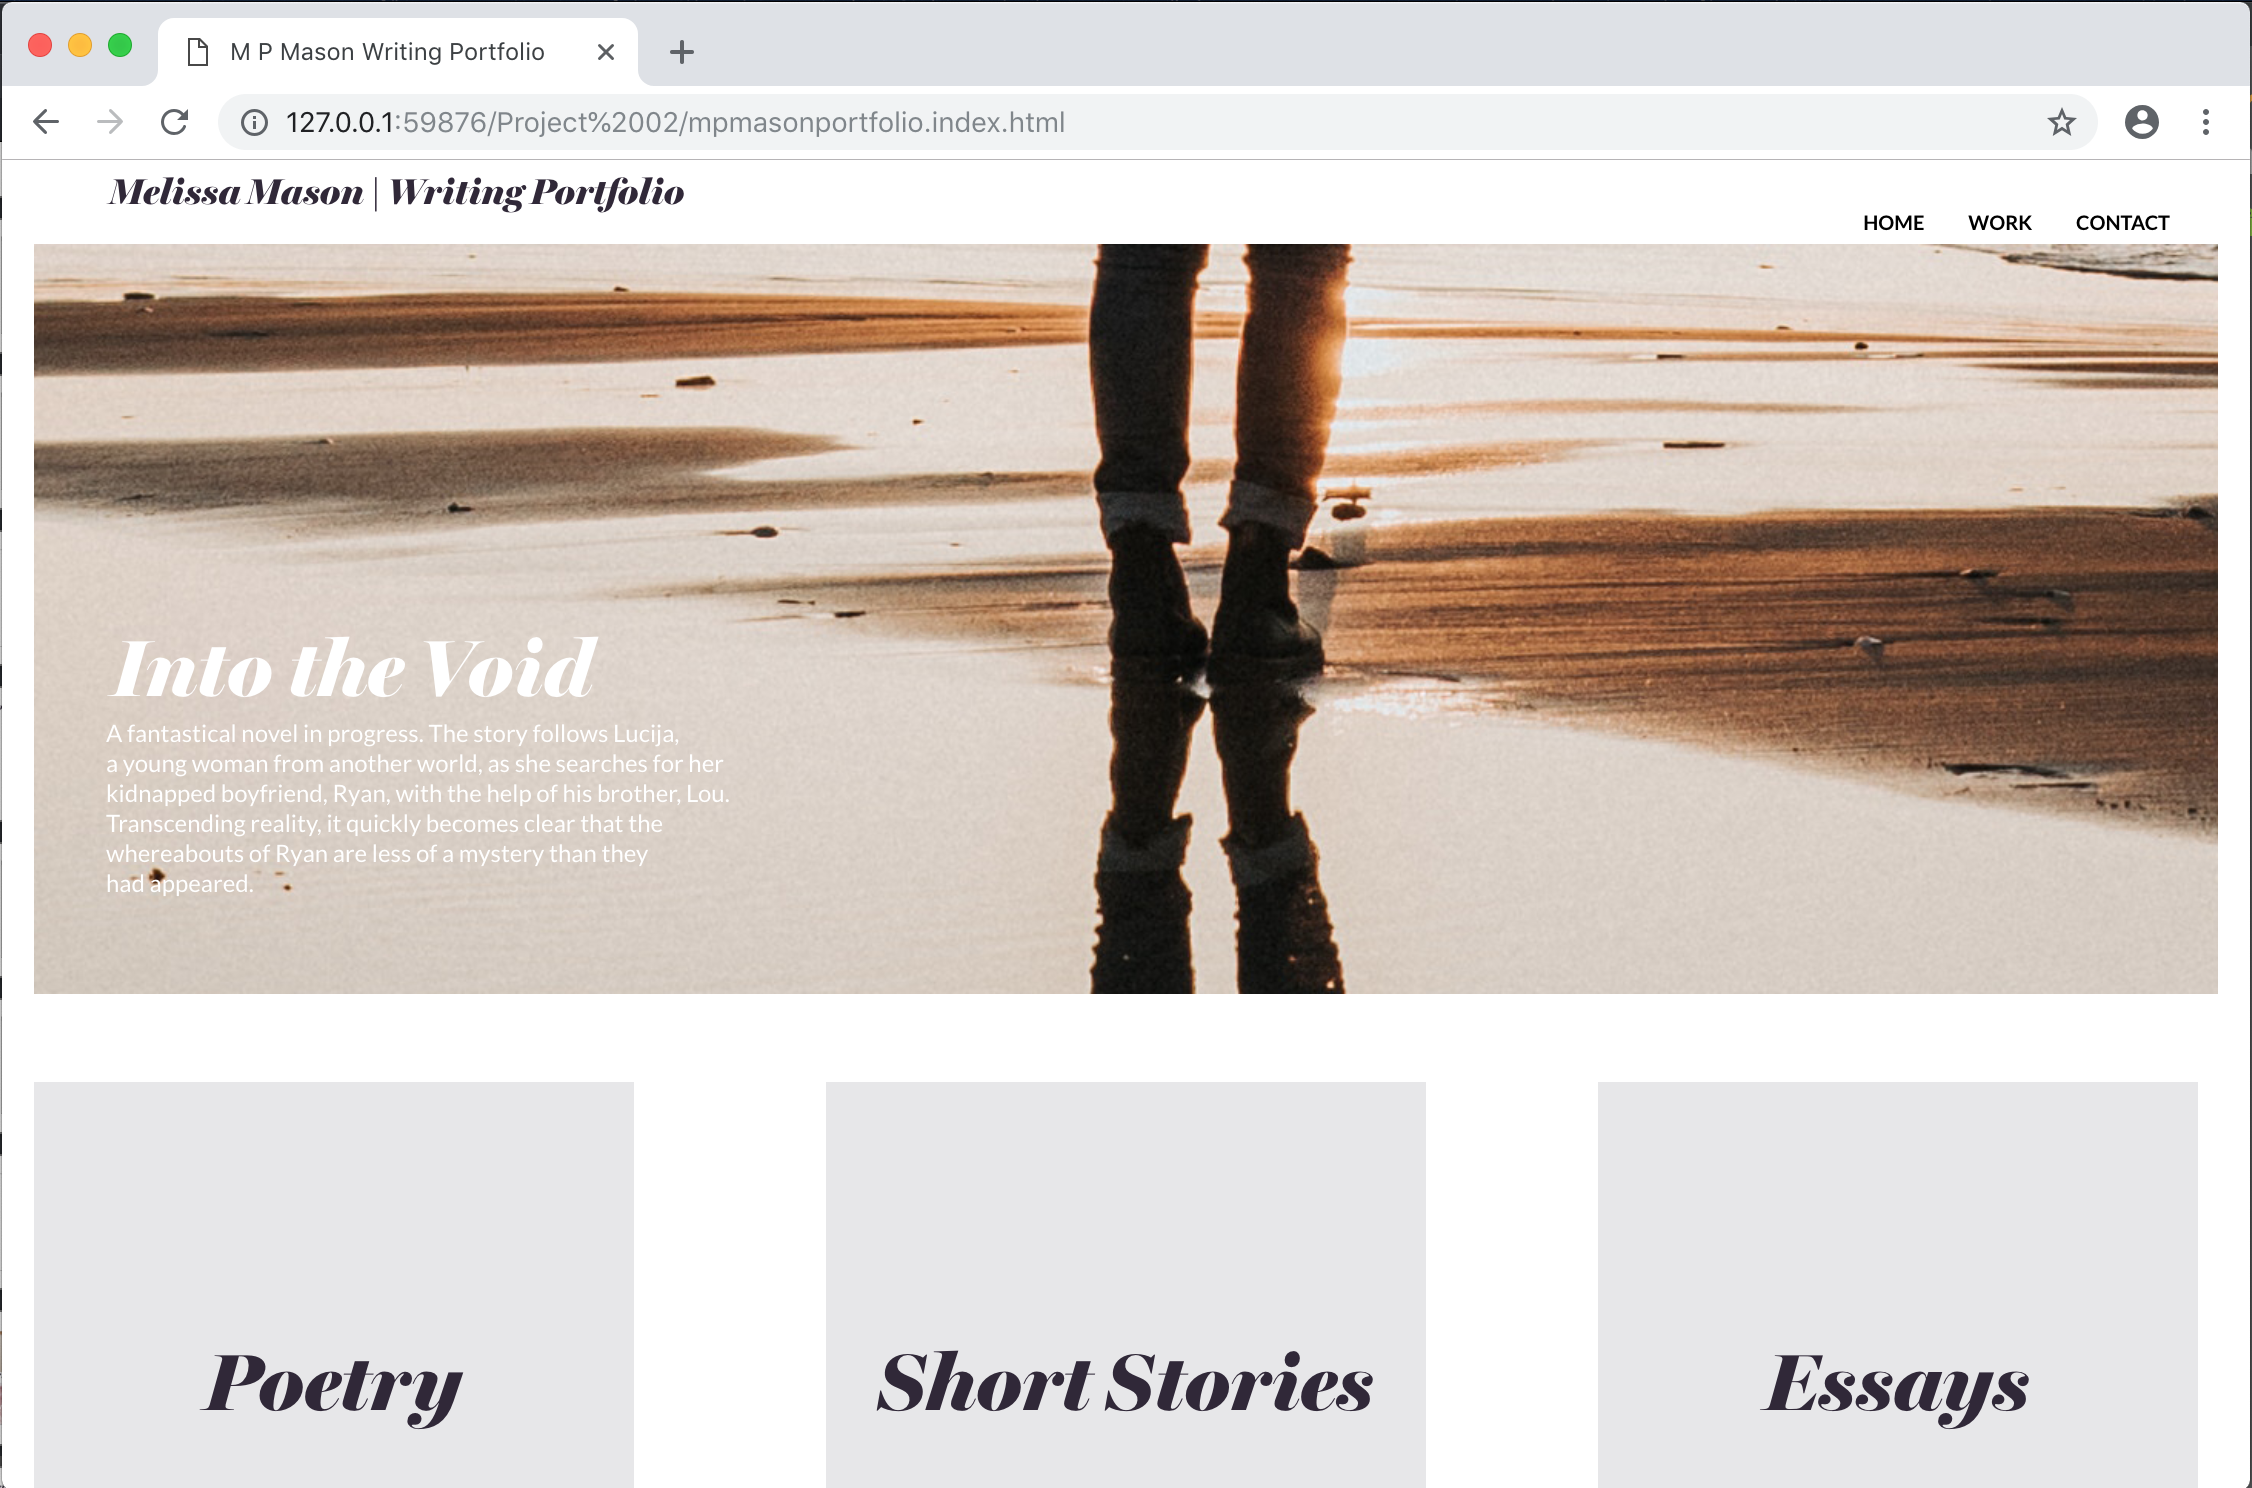 M P Mason Writing Portfolio
127.0.0.1:59876/Project%2002/mpmasonportfolio.index.html
Melissa Mason | Writing Portfolio
HOME WORK CONTACT
Into the Void
A fantastical novel in progress. The story follows Lucija,
a young woman from another world, as she searches for her
kidnapped boyfriend, Ryan, with the help of his brother, Lou.
Transcending reality, it quickly becomes clear that the
whereabouts of Ryan are less of a mystery than they
had appeared.
Poetry
Short Stories
Essays